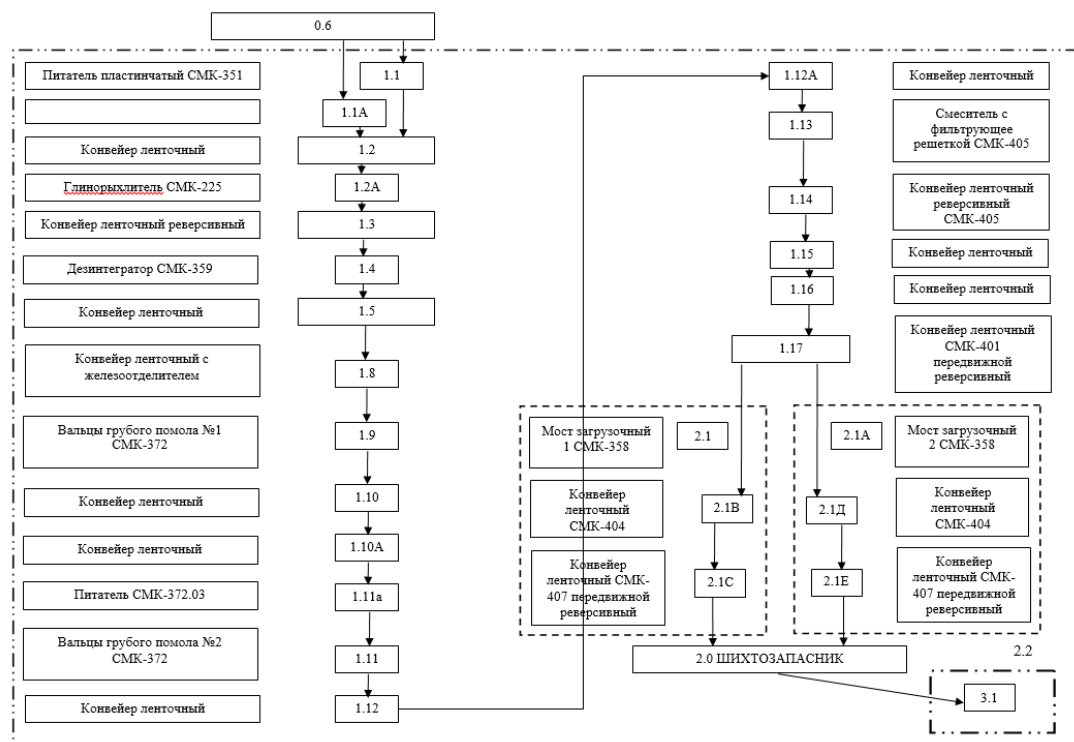 0.6
Питатель пластинчатый СМК-351
1.1
1.1А
Конвейер ленточный
1.2
Глинорыхлитель СМК-225
1.2А
Конвейер ленточный реверсивный
1.3
Дезинтегратор СМК-359
1.4
Конвейер ленточный
1.5
Конвейер ленточный с
железоотделителем
1.8
Вальцы грубого помола №1
СМК-372
1.9
Конвейер ленточный
1.10
Конвейер ленточный
1.10А
Питатель СМК-372.03
1.11а
Вальцы грубого помола №2
СМК-372
1.11
Конвейер ленточный
1.12
1.12А
Конвейер ленточный
1.13
Смеситель с
фильтрующее
решеткой СМК-405
1.14
Конвейер ленточный
реверсивный
СМК-405
1.15
Конвейер ленточный
1.16
Конвейер ленточный
1.17
Конвейер ленточный
СМК-401
передвижной
реверсивный
Мост загрузочный
1 СМК-358
2.1
Конвейер
ленточный
СМК-404
2.1В
Конвейер
ленточный СМК-
407 передвижной
реверсивный
2.1С
2.1А
Мост загрузочный
2 СМК-358
2.1Д
Конвейер
ленточный
СМК-404
2.1Е
Конвейер
ленточный СМК-
407 передвижной
реверсивный
2.0 ШИХТОЗАПАСНИК
2.2
3.1